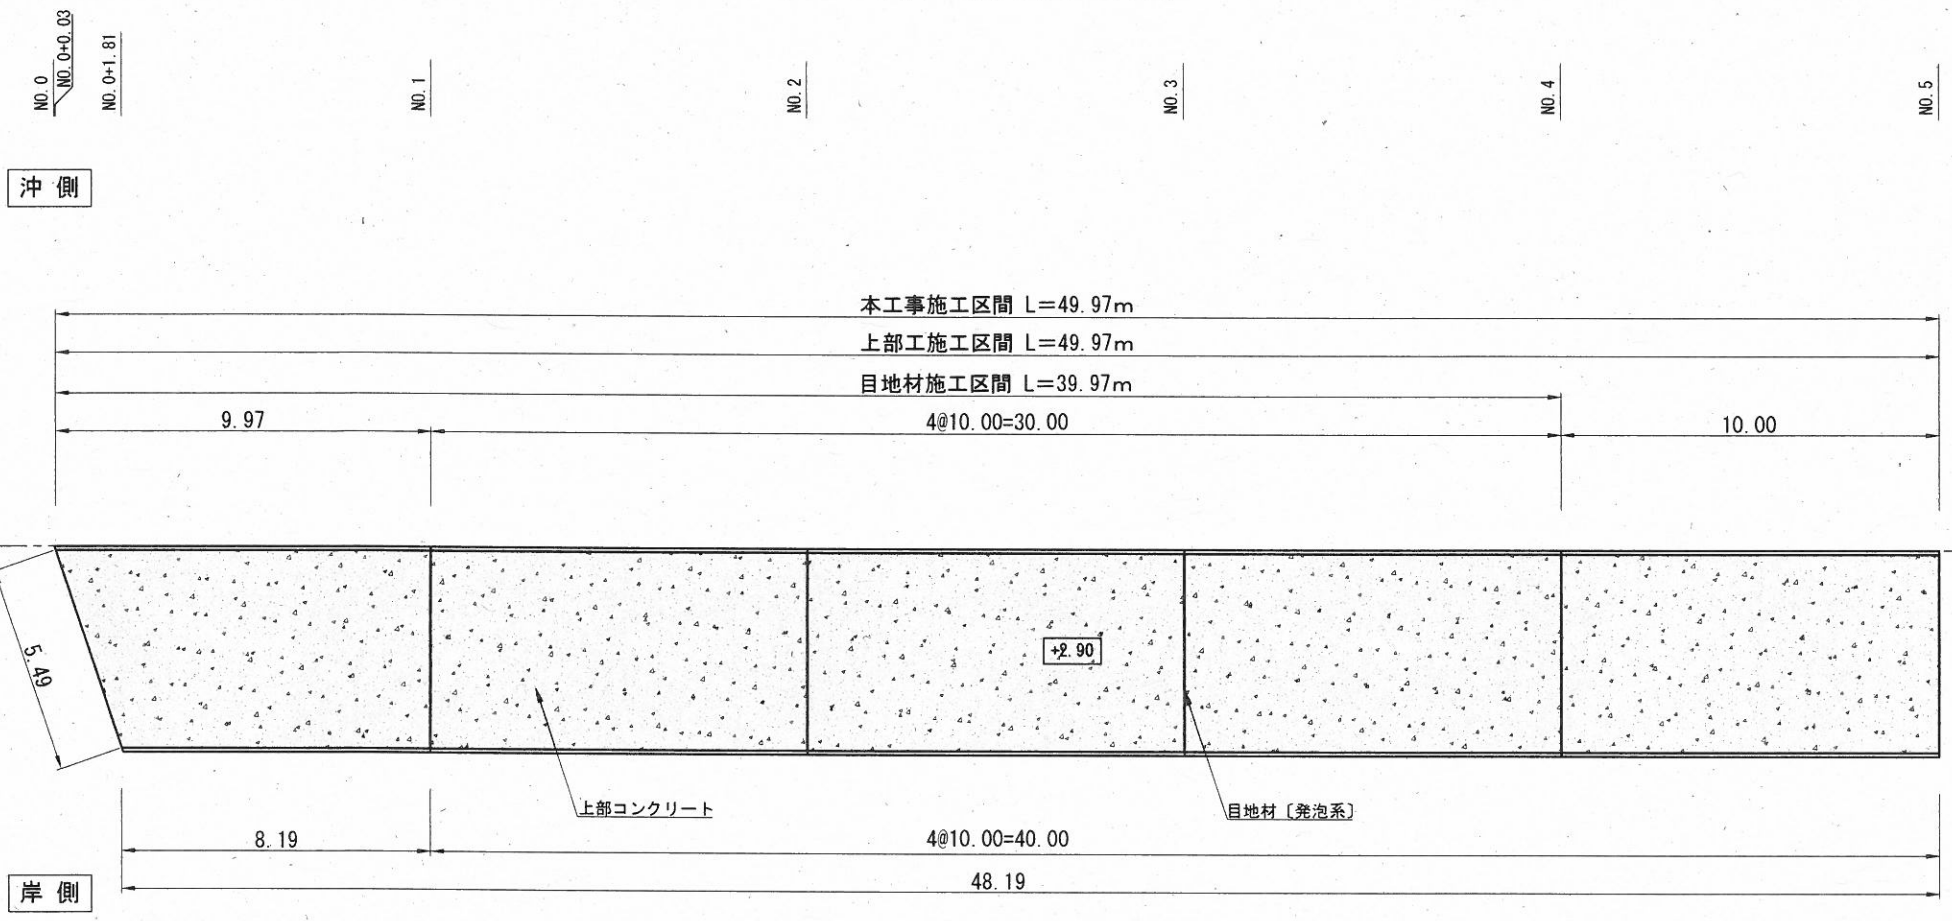 NO. 0
NO. 0+0.03
NO. 0+1.81
NO. 1
NO. 2
NO. 3
NO. 4
NO. 5
沖 側
本工事施工区間 L=49.97m
上部工施工区間 L=49.97m
目地材施工区間 L=39.97m
9.97
4@10.00=30.00
10.00
5.49
+2.90
上部コンクリート
目地材〔発泡系〕
8.19
4@10.00=40.00
48.19
岸 側